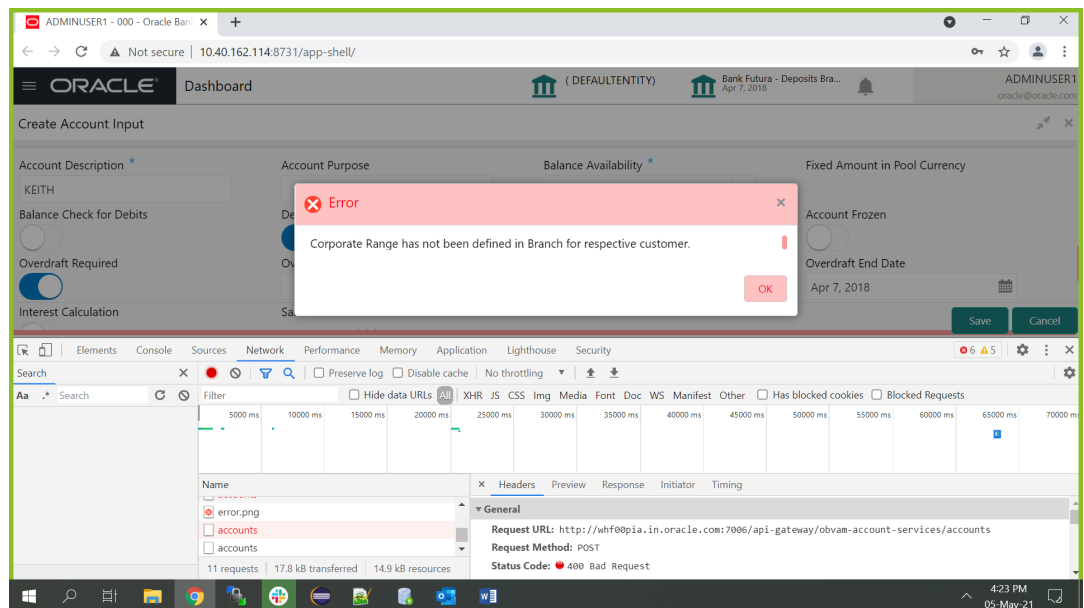 ADMINUSER1 - 000 - Oracle Ban
Not secure | 10.40.162.114:8731/app-shell/
ORACLE Dashboard ( DEFAULTENTITY) Bank Futura - Deposits Bra... ADMINUSER1
Apr 7, 2018 oracle@oracle.com
Create Account Input
Account Description * Account Purpose Balance Availability * Fixed Amount in Pool Currency
KEITH
Error
Balance Check for Debits De Account Frozen
Corporate Range has not been defined in Branch for respective customer.
Overdraft Required Ov Overdraft End Date
OK Apr 7, 2018
Interest Calculation Sa
Save Cancel
Elements Console Sources Network Performance Memory Application Lighthouse Security 6 5
Search Preserve log Disable cache No throttling
Aa .* Search Filter Hide data URLs All XHR JS CSS Img Media Font Doc WS Manifest Other Has blocked cookies Blocked Requests
5000 ms 10000 ms 15000 ms 20000 ms 25000 ms 30000 ms 35000 ms 40000 ms 45000 ms 50000 ms 55000 ms 60000 ms 65000 ms 70000 ms
Name Headers Preview Response Initiator Timing
error.png General
accounts Request URL: http://whf00pia.in.oracle.com:7006/api-gateway/obvam-account-services/accounts
accounts Request Method: POST
11 requests 17.8 kB transferred 14.9 kB resources Status Code: 400 Bad Request
4:23 PM
05-May-21